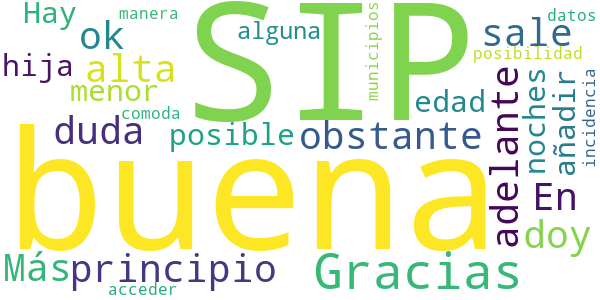 Hay manera SIP alguna municipios datos
ok sale
hija alta posibilidad
menor edad
comoda
duda posible obstante adelante noches añadir incidencia
buena
En
doy
Más principio Gracias
acceder